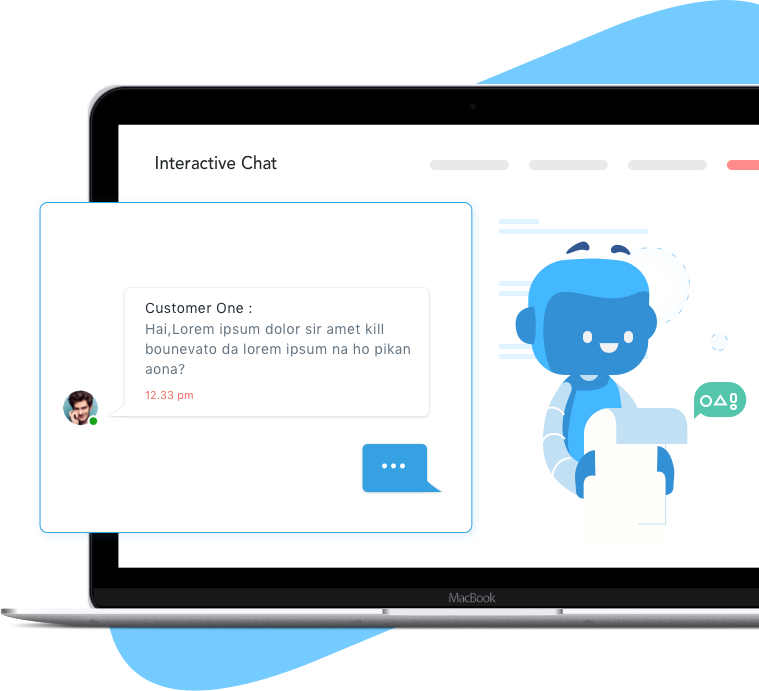 Interactive Chat
Customer One :
Hai,Lorem ipsum dolor sir amet kill
bounevato da lorem ipsum na ho pikan
aona?
12.33 pm
MacBook